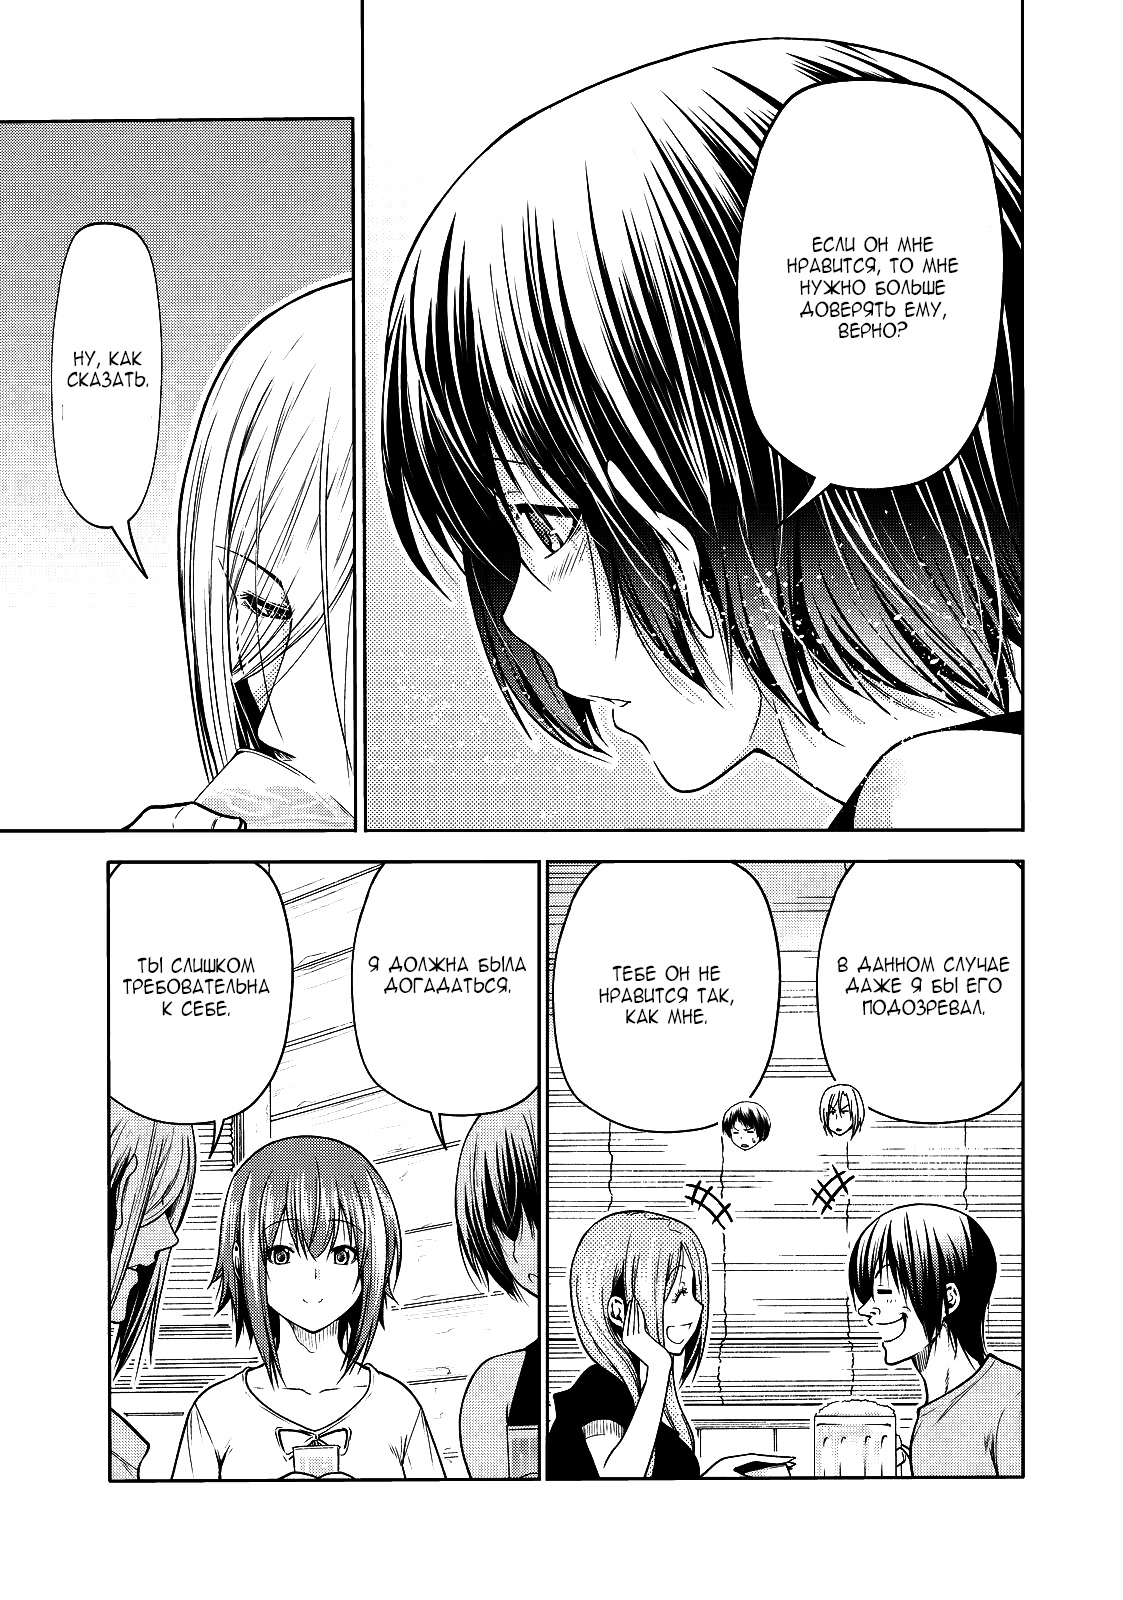 ЕСЛИ ОН МНЕ
НРАВИТСЯ, ТО МНЕ
НУЖНО БОЛЬШЕ
ДОВЕРЯТЬ ЕМУ,
ВЕРНО?
НУ, КАК
СКАЗАТЬ.
В ДАННОМ СЛУЧАЕ
ДАЖЕ Я БЫ ЕГО
ПОДОЗРЕВАЛ.
ТЕБЕ ОН НЕ
НРАВИТСЯ ТАК,
КАК МНЕ.
Я ДОЛЖНА БЫЛА
ДОГАДАТЬСЯ.
ТЫ СЛИШКОМ
ТРЕБОВАТЕЛЬНА
К СЕБЕ.